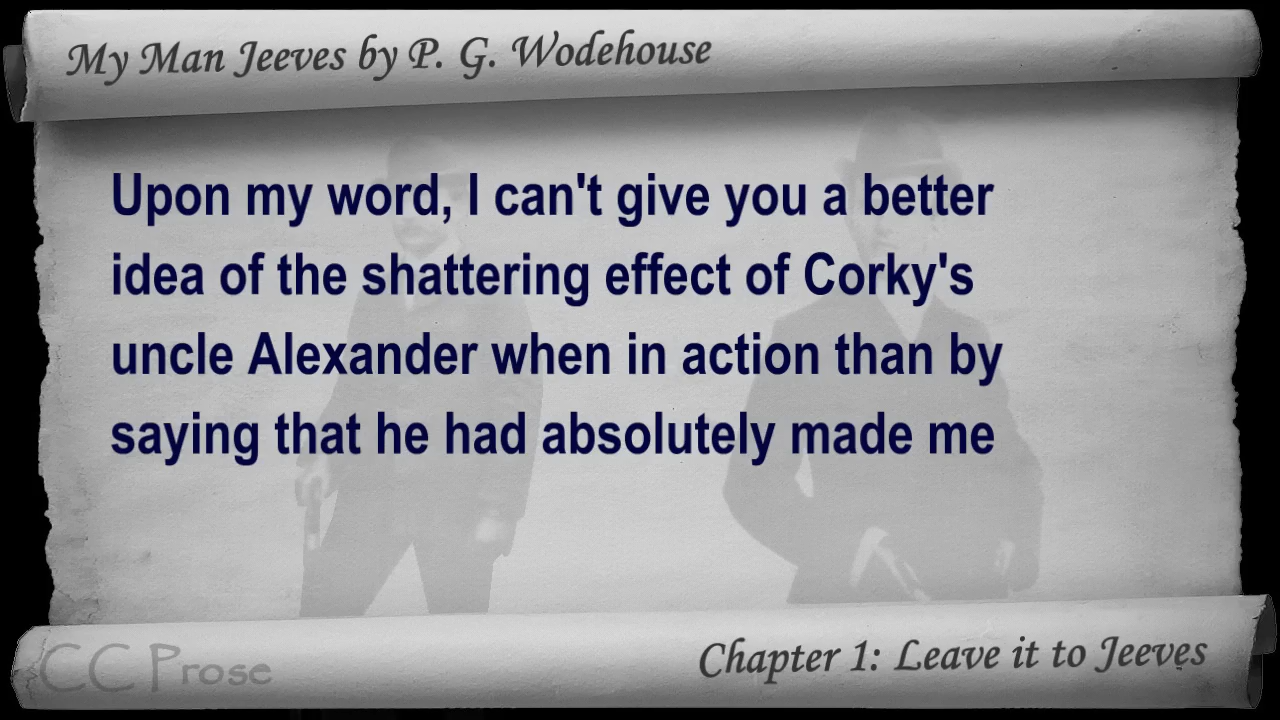 My Man Jeeves by P. G. Wodehouse
Upon my word, I can't give you a better
idea of the shattering effect of Corky's
uncle Alexander when in action than by
saying that he had absolutely made me
CC Prose
Chapter 1: Leave it to Jeeves